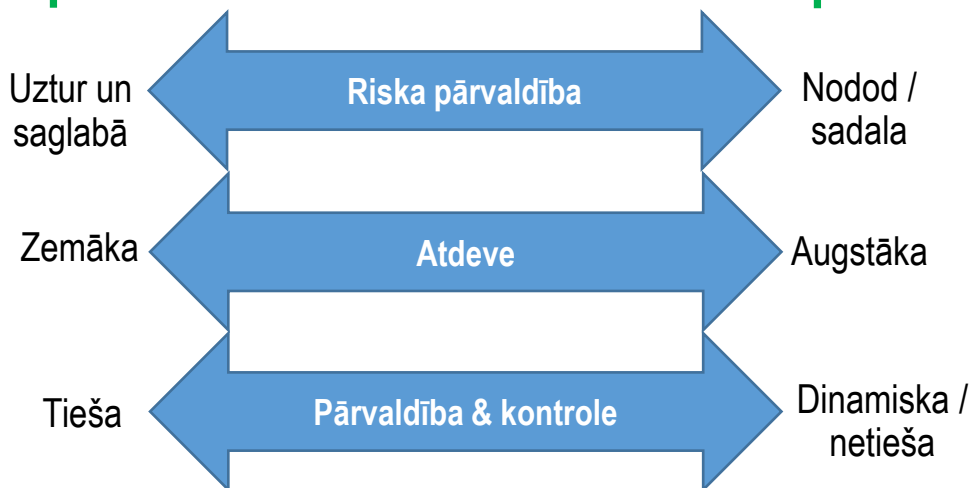 Uztur un
saglabā
Riska pārvaldība
Nodod /
sadala
Zemāka
Atdeve
Augstāka
Tieša
Pārvaldība & kontrole
Dinamiska /
netieša